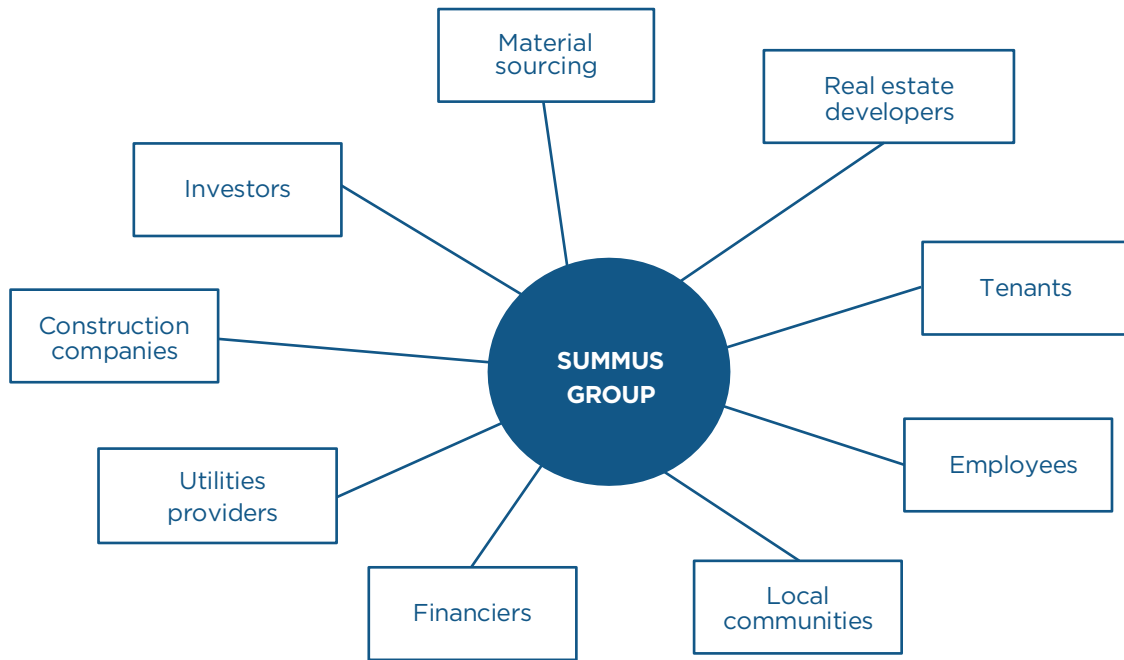 Material
sourcing
Real estate
developers
Investors
Tenants
Construction
companies
SUMMUS
GROUP
Employees
Utilities
providers
Financiers
Local
communities